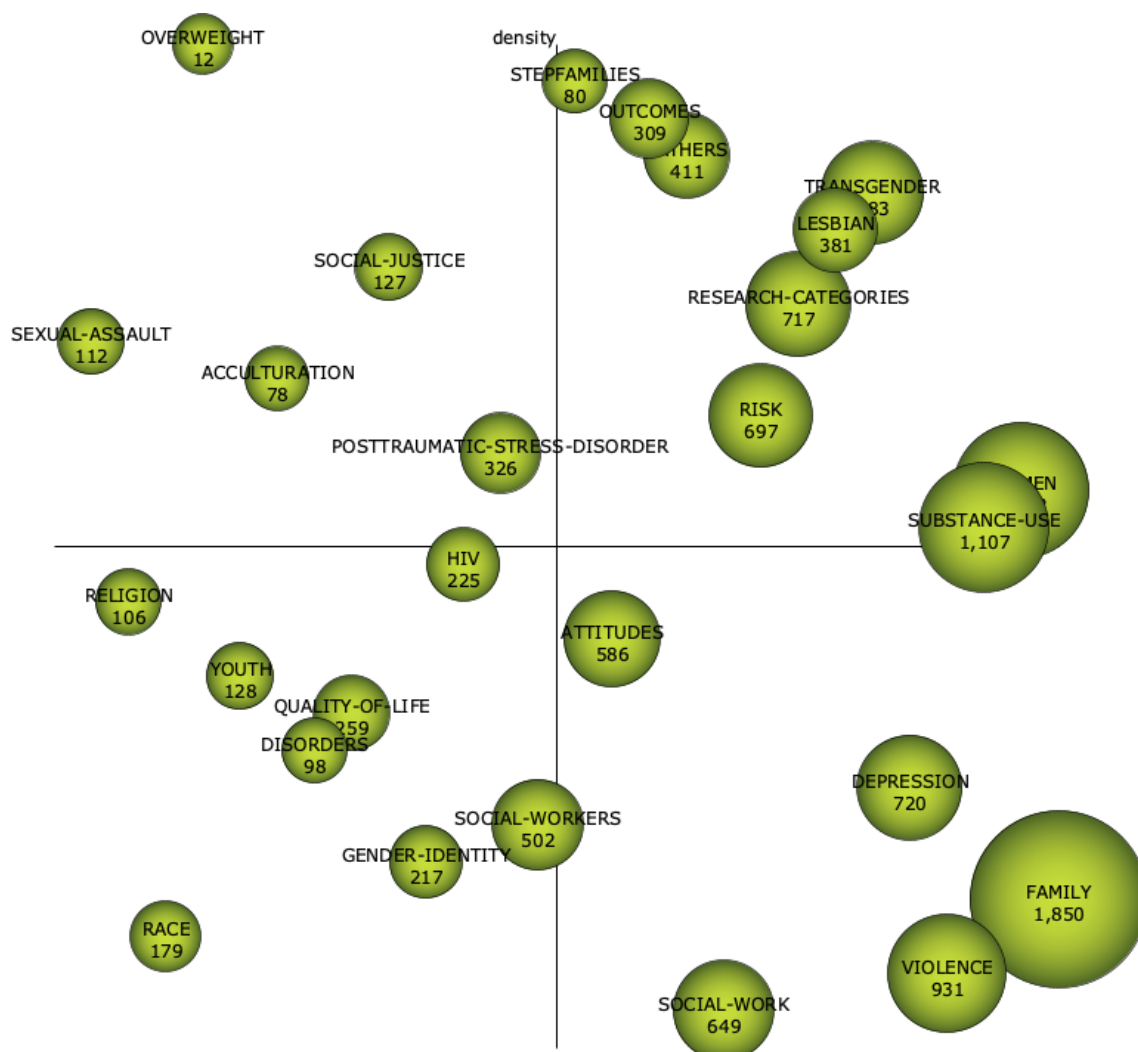 OVERWEIGHT
12
density
STEPFAMILIES
80
OUTCOMES
309
411
TRANSGENDER
LESBIAN
381
SOCIAL-JUSTICE
127
RESEARCH-CATEGORIES
717
SEXUAL-ASSAULT
112
ACCULTURATION
78
RISK
697
POSTTRAUMATIC-STRESS-DISORDER
326
SUBSTANCE-USE
1,107
HIV
225
RELIGION
106
ATTITUDES
586
YOUTH
128
QUALITY-OF-LIFE
259
DISORDERS
98
DEPRESSION
720
SOCIAL-WORKERS
502
GENDER-IDENTITY
217
FAMILY
1,850
RACE
179
VIOLENCE
931
SOCIAL-WORK
649